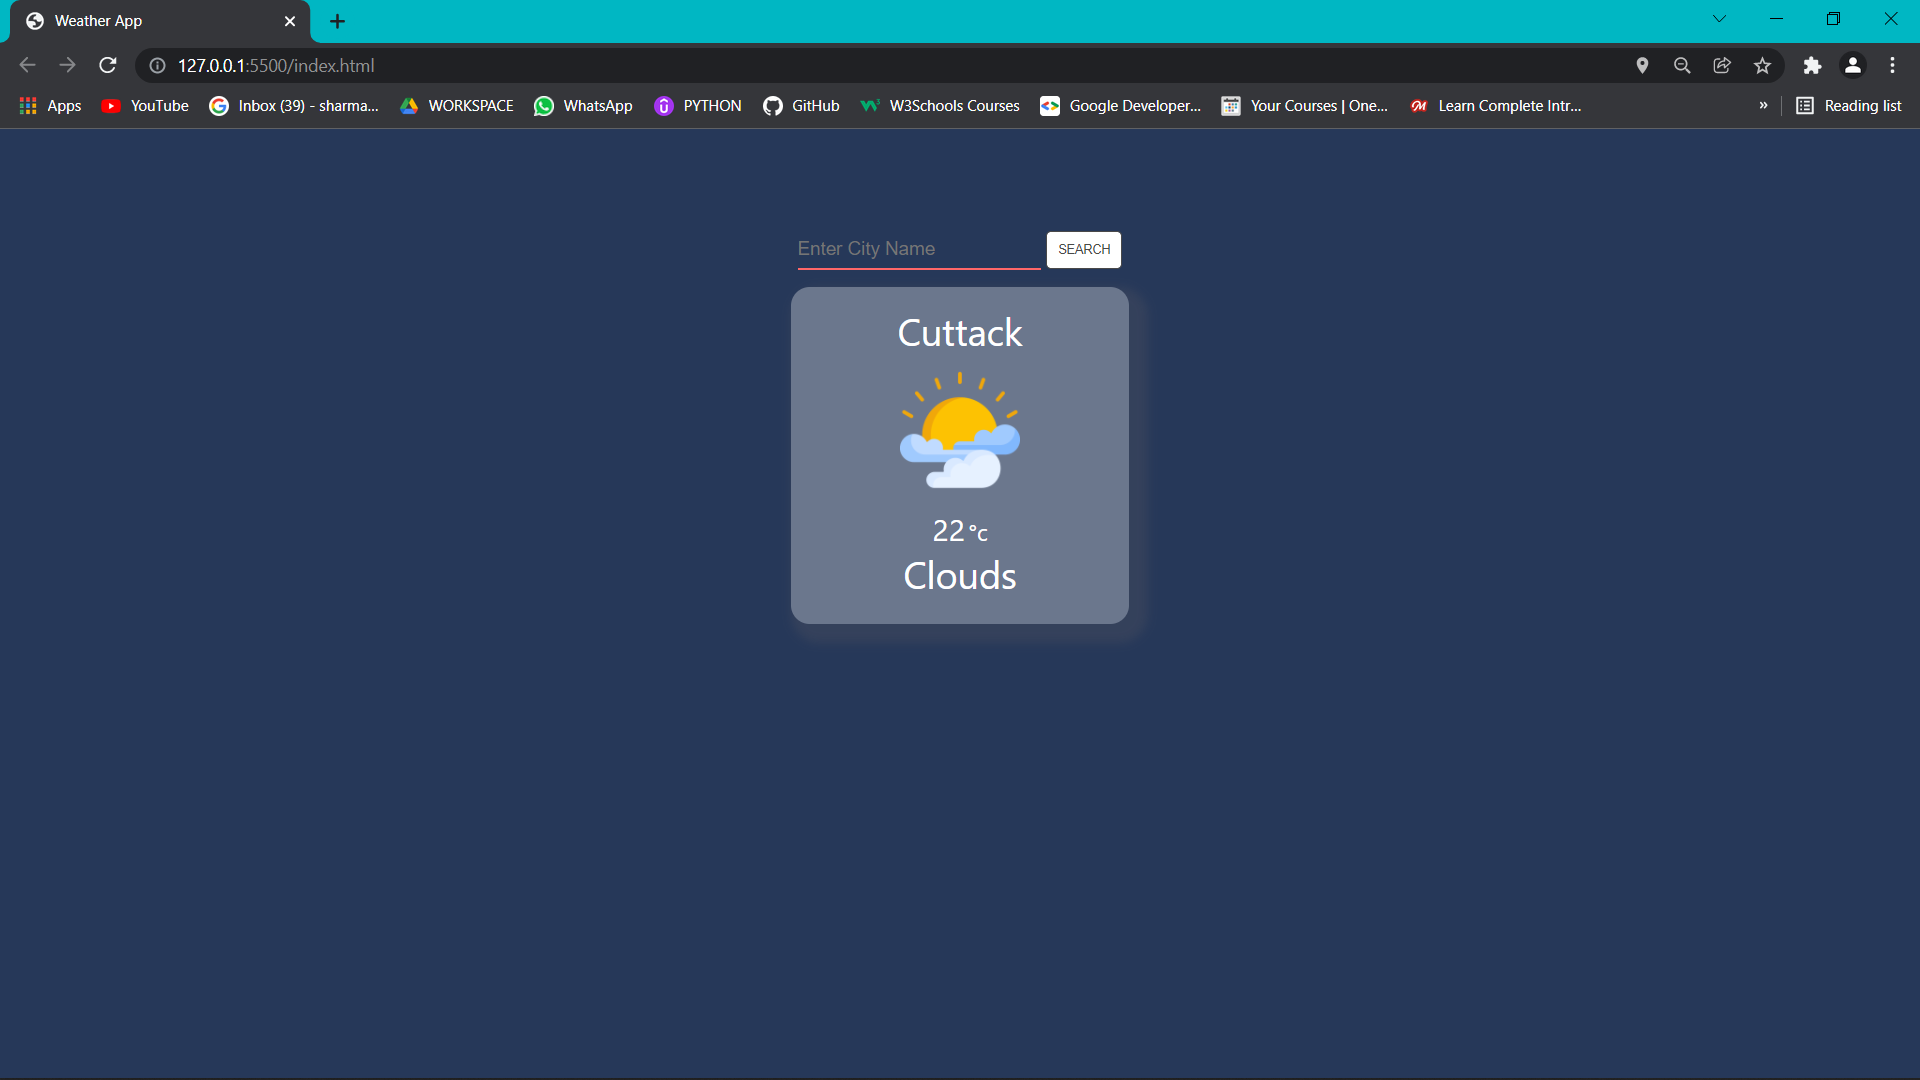 Weather App
127.0.0.1:5500/index.html
Apps YouTube Inbox (39) - sharma... WORKSPACE WhatsApp PYTHON GitHub W3Schools Courses Google Developer... Your Courses | One... Learn Complete Intr... » Reading list
Enter City Name SEARCH
Cuttack
22°c
Clouds